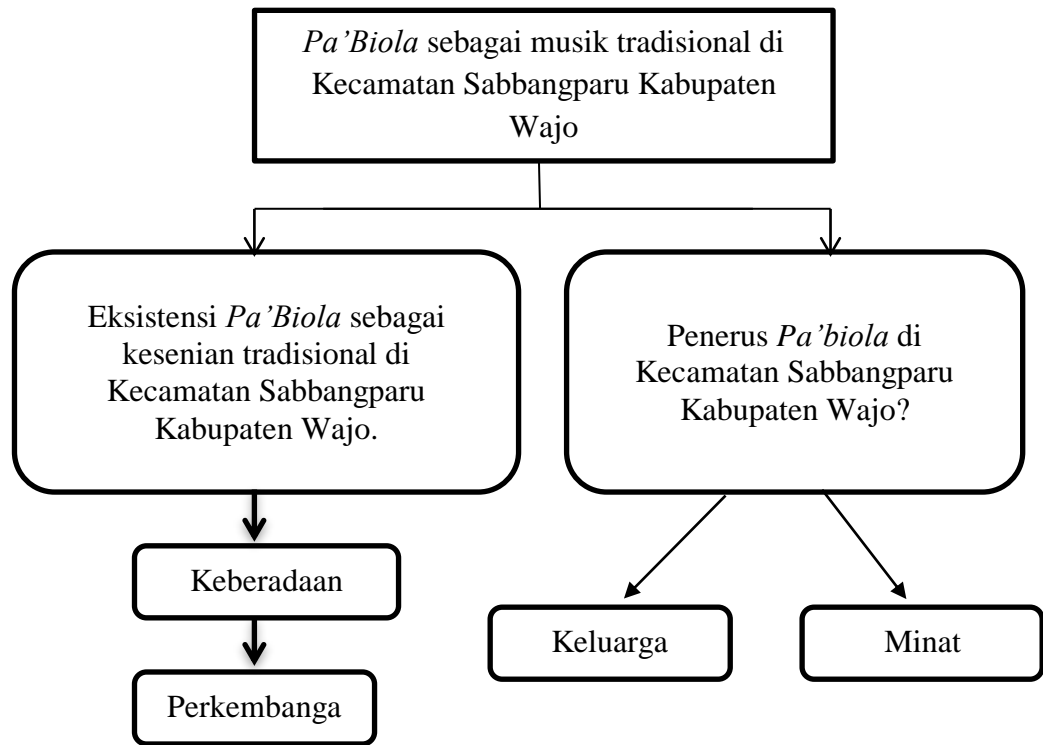 Pa’Biola sebagai musik tradisional di
Kecamatan Sabbangparu Kabupaten
Wajo
Eksistensi Pa’Biola sebagai
kesenian tradisional di
Kecamatan Sabbangparu
Kabupaten Wajo.
Penerus Pa’biola di
Kecamatan Sabbangparu
Kabupaten Wajo?
Keberadaan
Perkembanga
Keluarga
Minat